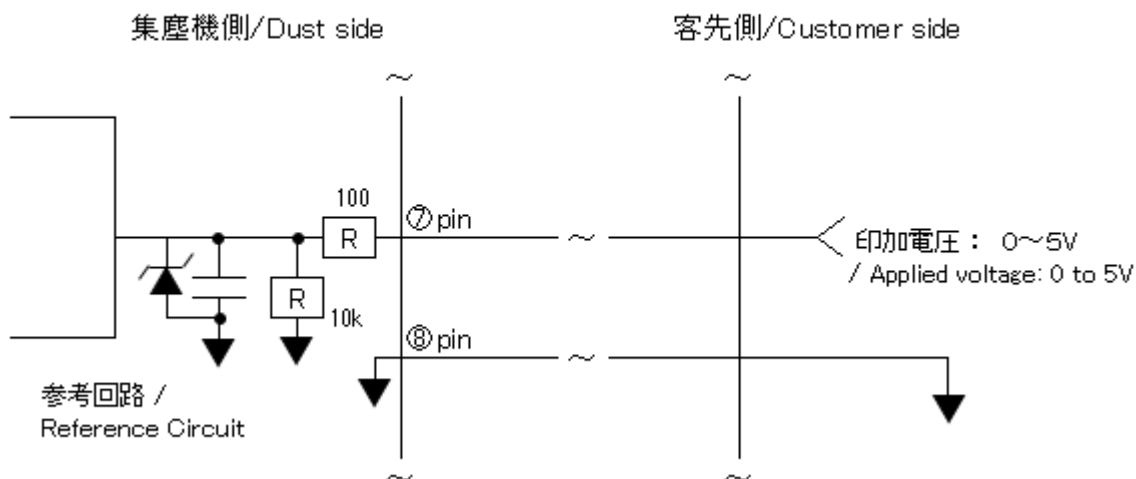 集塵機側/Dust side
客先側/Customer side
～
～
100
R
⑦pin
～
印加電圧： 0～5V
/ Applied voltage: 0 to 5V
R
10k
⑧pin
～
参考回路 /
Reference Circuit
～
～